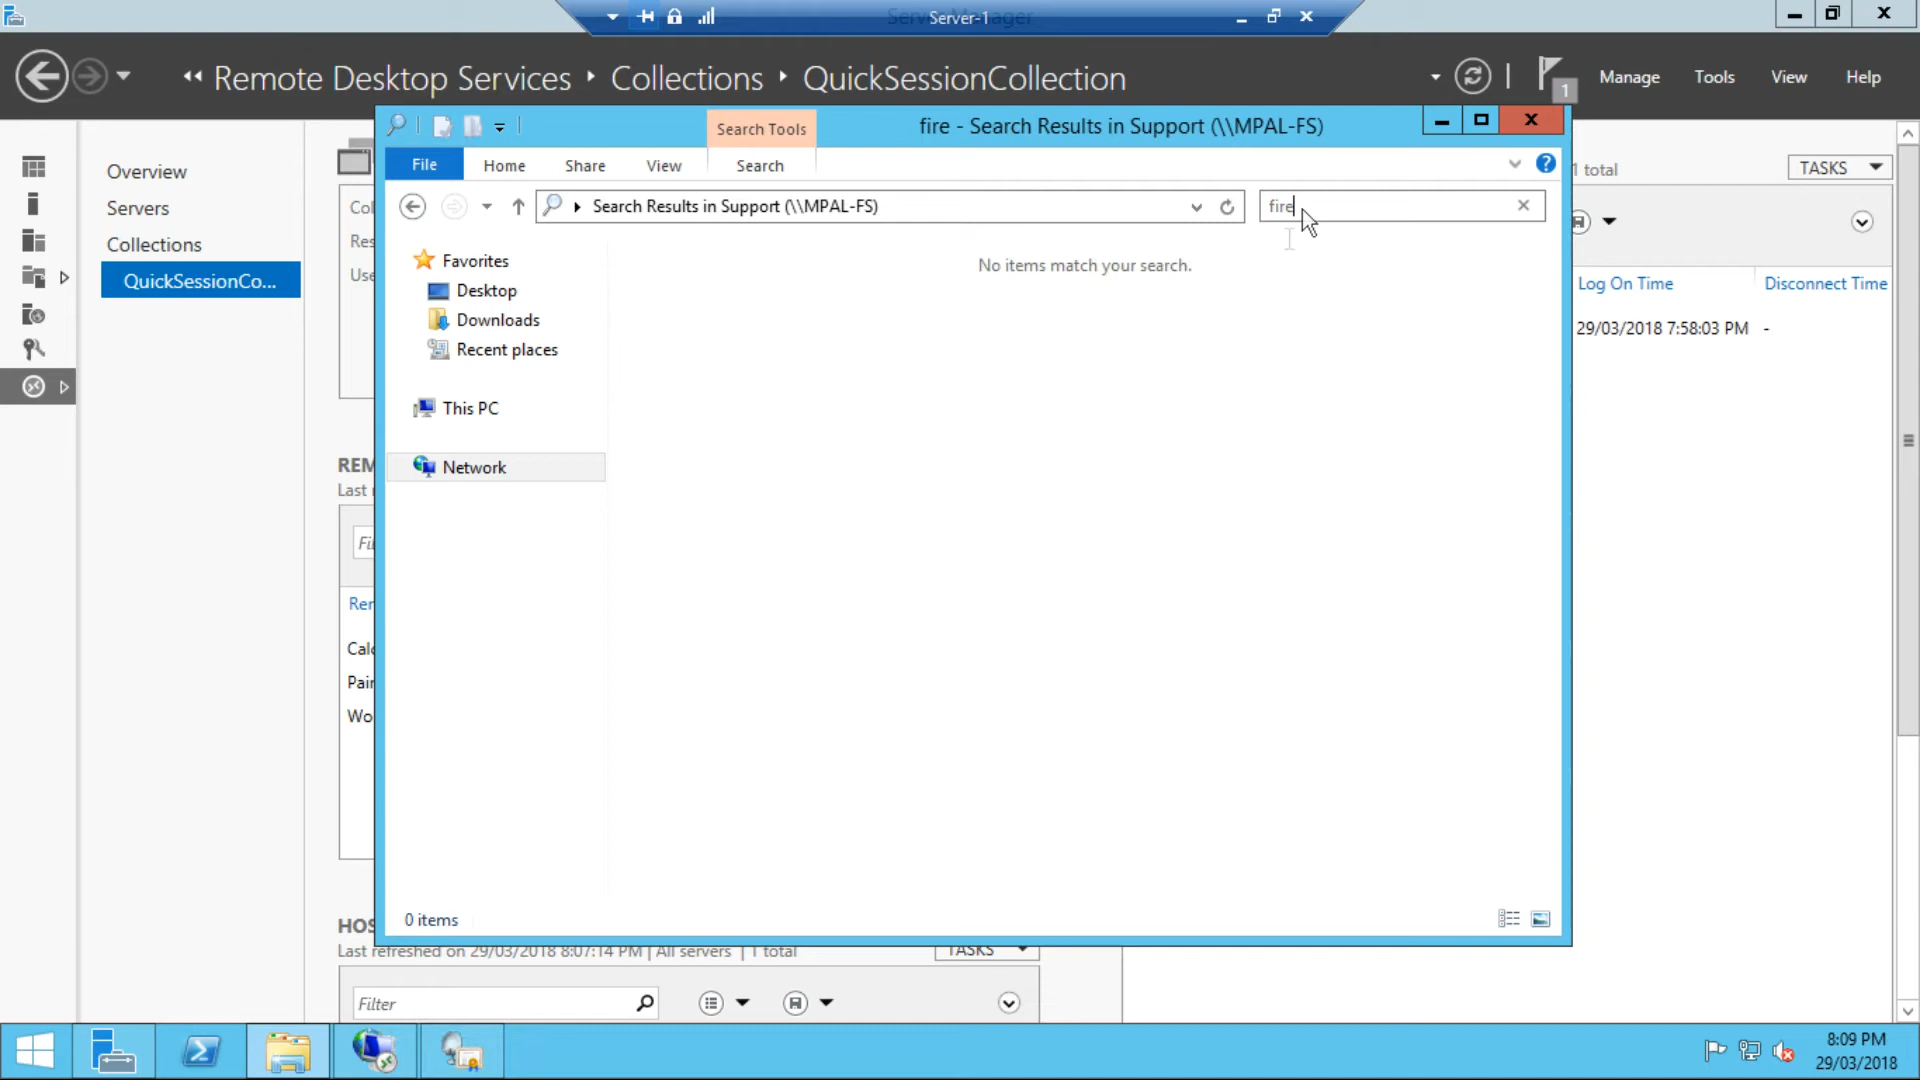 Server-1
Remote Desktop Services
Collections
QuickSessionCollection
1
Manage
Tools
View
Help
Overview
Servers
Collections
QuickSessionCo...
Search Tools
fire - Search Results in Support (\\MPAL-FS)
File
Home
Share
View
Search
Search Results in Support (\\MPAL-FS)
fire
Favorites
Desktop
Downloads
Recent places
This PC
Network
No items match your search.
0 items
1 total
TASKS
Log On Time
Disconnect Time
29/03/2018 7:58:03 PM
-
Last refreshed on 29/03/2018 8:07:14 PM | All servers | 1 total
TASKS
Filter
8:09 PM
29/03/2018